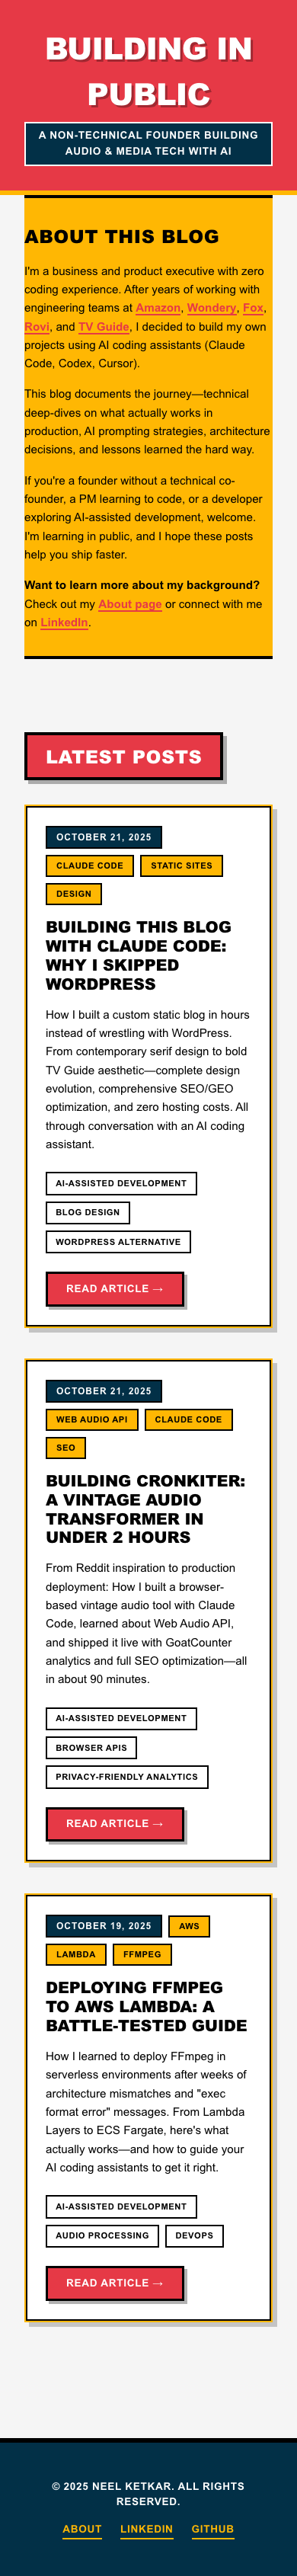 BUILDING IN
PUBLIC
A NON-TECHNICAL FOUNDER BUILDING
AUDIO & MEDIA TECH WITH AI
ABOUT THIS BLOG
I'm a business and product executive with zero
coding experience. After years of working with
engineering teams at Amazon, Wondery, Fox,
Rovi, and TV Guide, I decided to build my own
projects using AI coding assistants (Claude
Code, Codex, Cursor).
This blog documents the journey—technical
deep-dives on what actually works in
production, AI prompting strategies, architecture
decisions, and lessons learned the hard way.
If you're a founder without a technical co-
founder, a PM learning to code, or a developer
exploring AI-assisted development, welcome.
I'm learning in public, and I hope these posts
help you ship faster.
Want to learn more about my background?
Check out my About page or connect with me
on LinkedIn.
LATEST POSTS
OCTOBER 21, 2025
CLAUDE CODE STATIC SITES
DESIGN
BUILDING THIS BLOG
WITH CLAUDE CODE:
WHY I SKIPPED
WORDPRESS
How I built a custom static blog in hours
instead of wrestling with WordPress.
From contemporary serif design to bold
TV Guide aesthetic—complete design
evolution, comprehensive SEO/GEO
optimization, and zero hosting costs. All
through conversation with an AI coding
assistant.
AI-ASSISTED DEVELOPMENT
BLOG DESIGN
WORDPRESS ALTERNATIVE
READ ARTICLE →
OCTOBER 21, 2025
WEB AUDIO API CLAUDE CODE
SEO
BUILDING CRONKITER:
A VINTAGE AUDIO
TRANSFORMER IN
UNDER 2 HOURS
From Reddit inspiration to production
deployment: How I built a browser-
based vintage audio tool with Claude
Code, learned about Web Audio API,
and shipped it live with GoatCounter
analytics and full SEO optimization—all
in about 90 minutes.
AI-ASSISTED DEVELOPMENT
BROWSER APIS
PRIVACY-FRIENDLY ANALYTICS
READ ARTICLE →
OCTOBER 19, 2025 AWS
LAMBDA FFMPEG
DEPLOYING FFMPEG
TO AWS LAMBDA: A
BATTLE-TESTED GUIDE
How I learned to deploy FFmpeg in
serverless environments after weeks of
architecture mismatches and "exec
format error" messages. From Lambda
Layers to ECS Fargate, here's what
actually works—and how to guide your
AI coding assistants to get it right.
AI-ASSISTED DEVELOPMENT
AUDIO PROCESSING DEVOPS
READ ARTICLE →
© 2025 NEEL KETKAR. ALL RIGHTS
RESERVED.
ABOUT LINKEDIN GITHUB